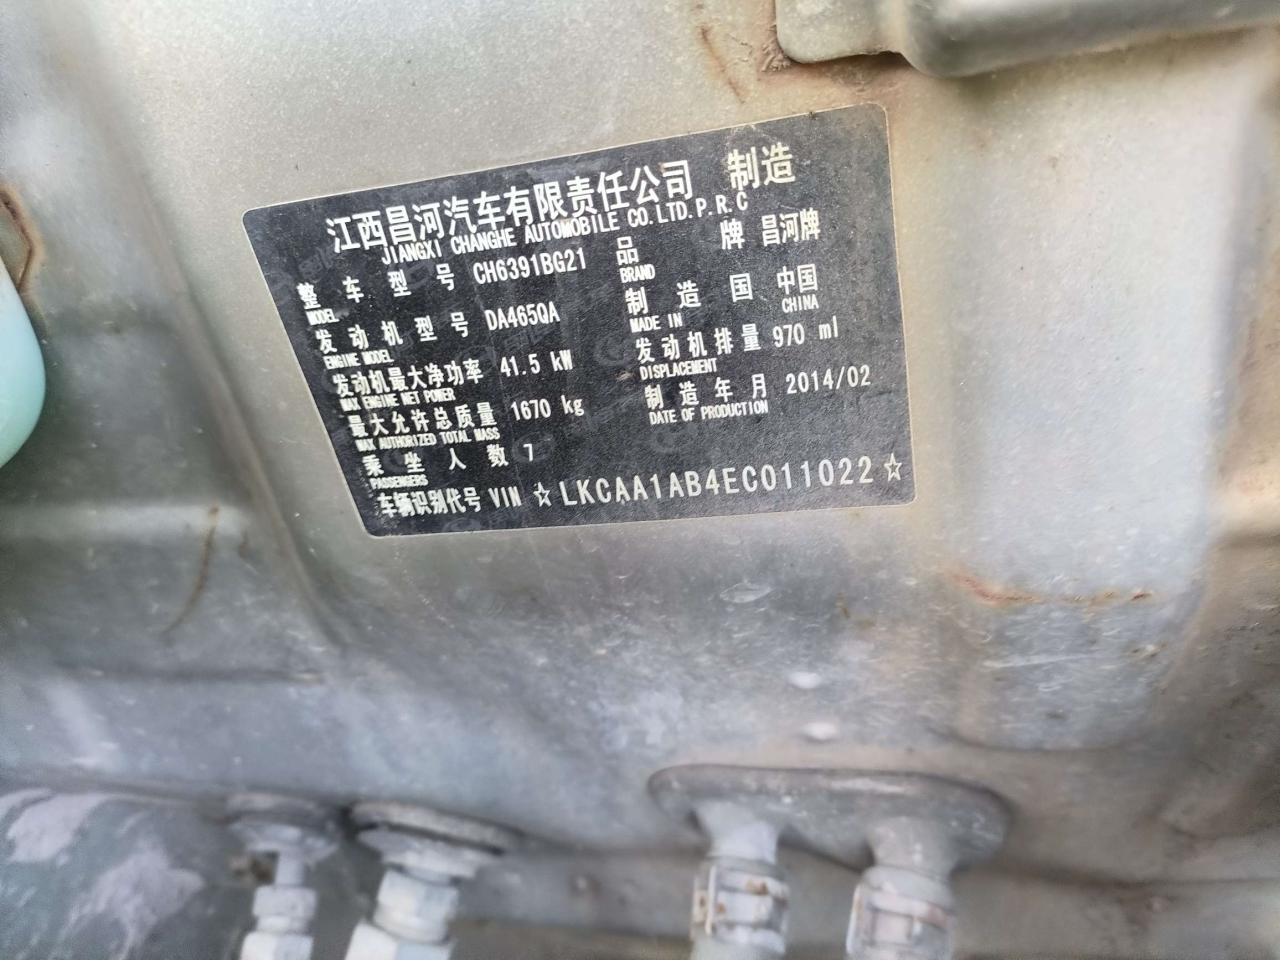 江西昌河汽车有限责任公司 制造
JIANGXI CHANGHE AUTOMOBILE CO.LTD.P.R.C
整车型号 CH6391BG21 品牌 昌河牌
MODEL BRAND
发动机型号 DA465QA 制造国 中国
ENGINE MODEL MADE IN CHINA
发动机最大净功率 41.5 kW 发动机排量 970 ml
MAX ENGINE NET POWER DISPLACEMENT
最大允许总质量 1670 kg 制造年月 2014/02
MAX AUTHORIZED TOTAL MASS DATE OF PRODUCTION
乘坐人数 7
PASSENGERS
车辆识别代号 VIN ☆LKCAA1AB4EC011022☆